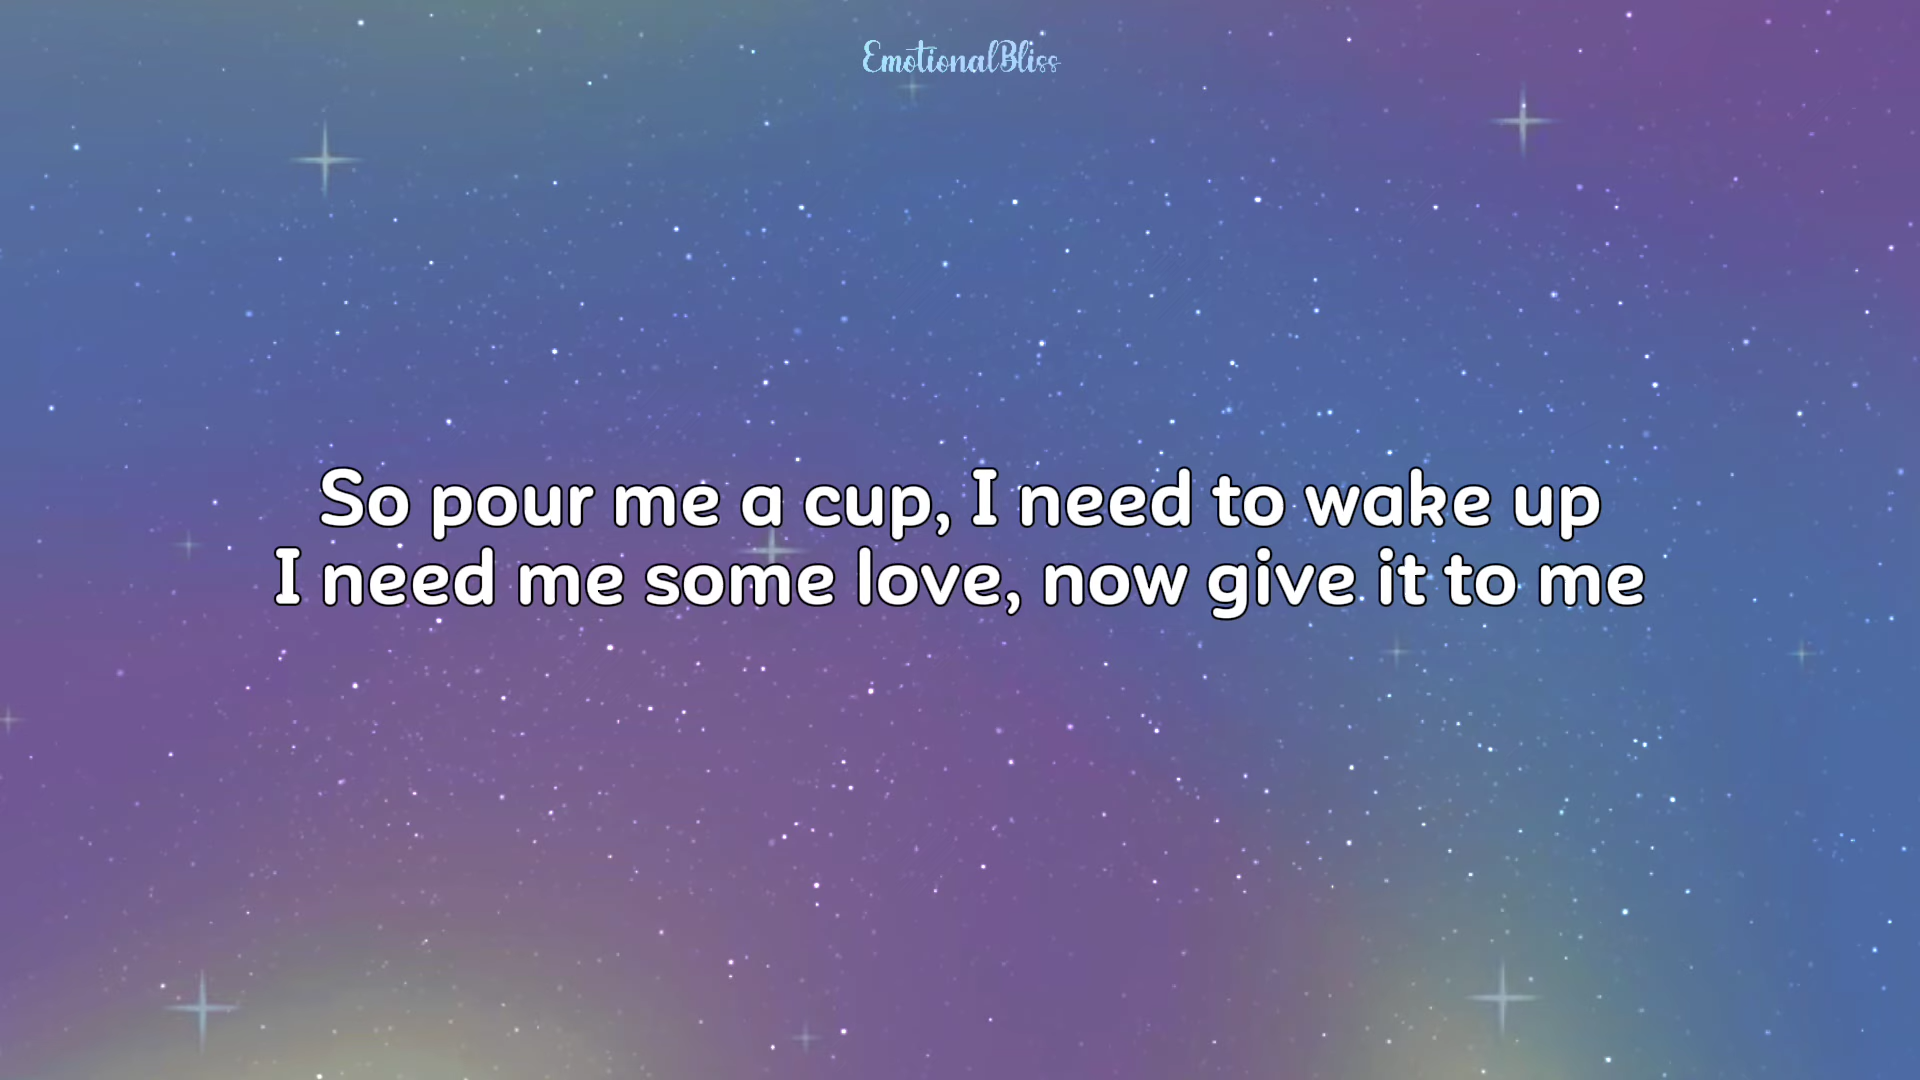 EmotionalBliss
So pour me a cup, I need to wake up
I need me some love, now give it to me